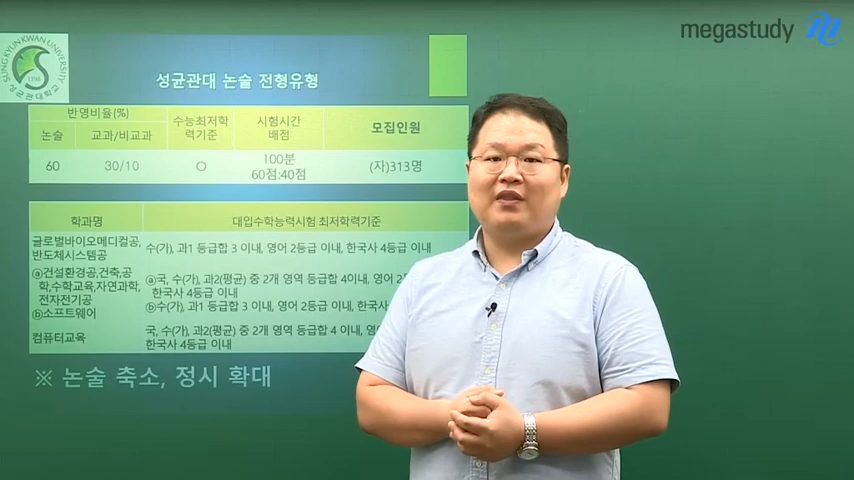 megastudy
SUNG KYUN KWAN UNIVERSITY
1398
성균관대학교
성균관대 논술 전형유형
반영비율(%)
수능최저학력기준
시험시간 배점
모집인원
논술
교과/비교과
60
30/10
○
100분
60점:40점
(자)313명
학과명
대입수학능력시험 최저학력기준
글로벌바이오메디컬공,
반도체시스템공
수(가), 과1 등급합 3 이내, 영어 2등급 이내, 한국사 4등급 이내
ⓐ건설환경공,건축,공
학,수학교육,자연과학,
전자전기공
ⓑ소프트웨어
ⓐ국, 수(가), 과2(평균) 중 2개 영역 등급합 4이내, 영어
한국사 4등급 이내
ⓑ수(가), 과1 등급합 3 이내, 영어 2등급 이내, 한국사
컴퓨터교육
국, 수(가), 과2(평균) 중 2개 영역 등급합 4 이내,
한국사 4등급 이내
※ 논술 축소, 정시 확대